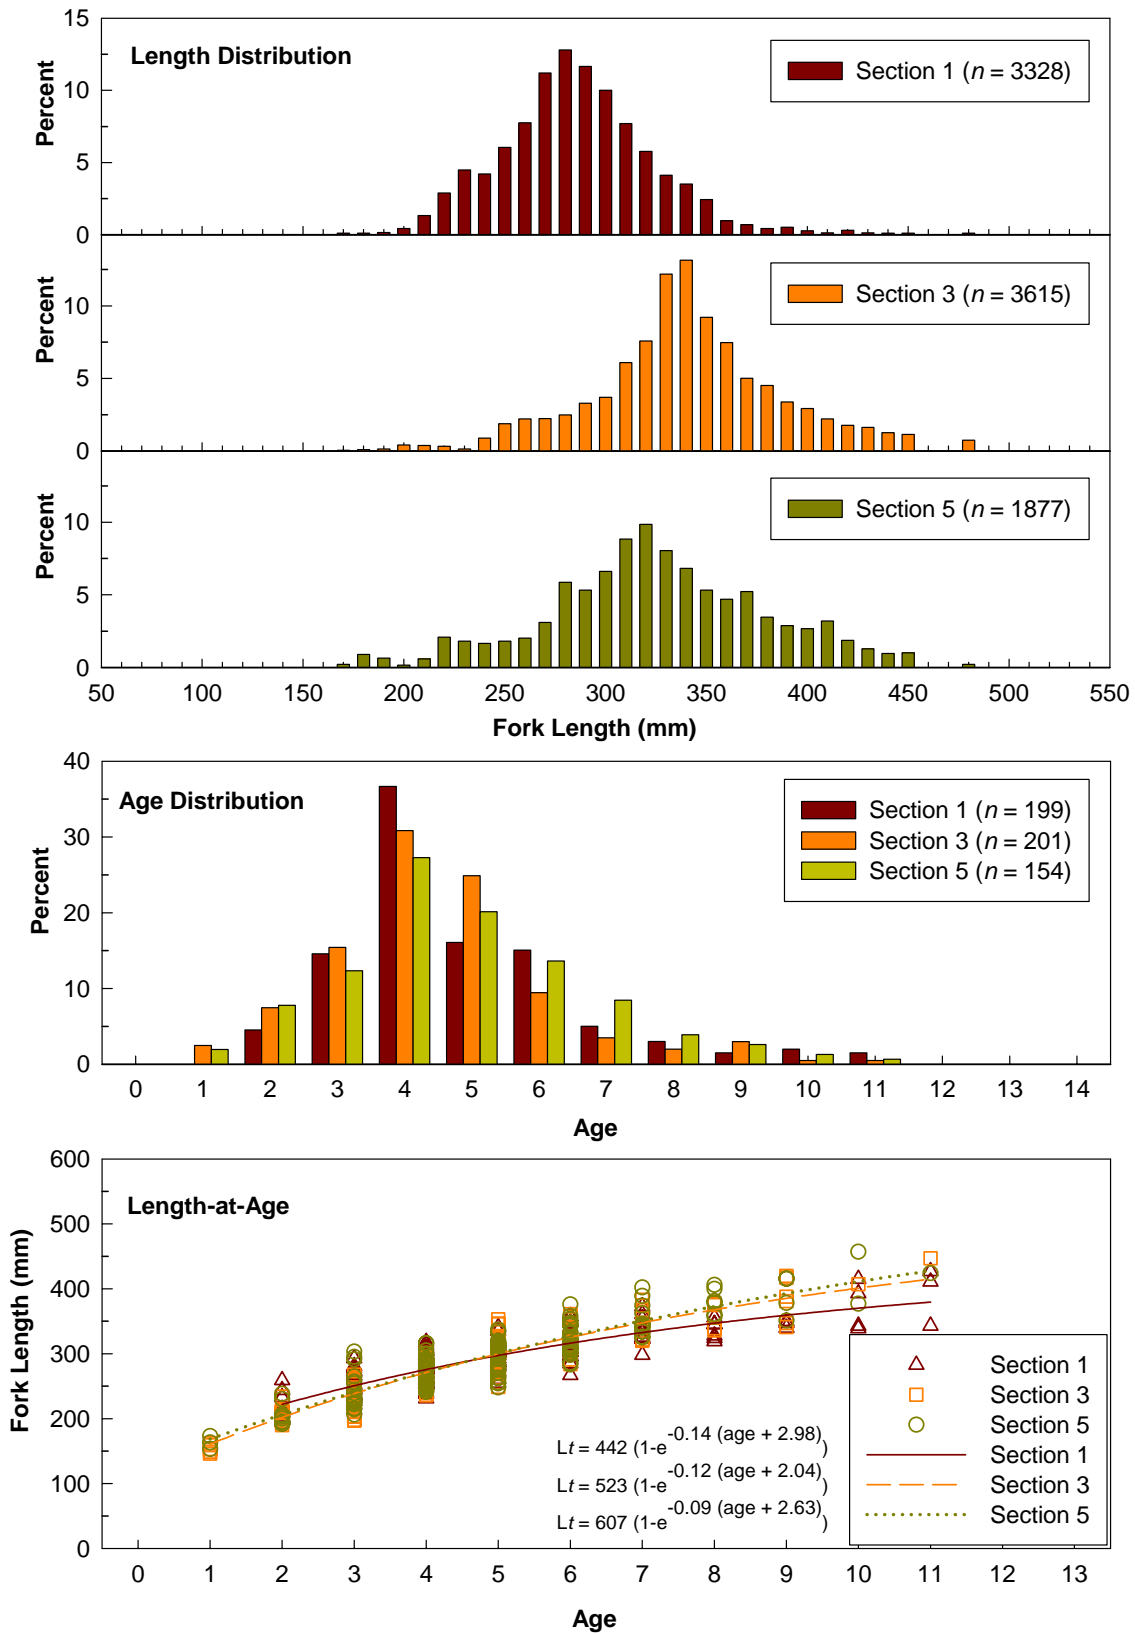 Length Distribution
Section 1 (n = 3328)
Percent
15
10
5
0
Section 3 (n = 3615)
Percent
10
5
0
Section 5 (n = 1877)
Percent
10
5
0
50 100 150 200 250 300 350 400 450 500 550
Fork Length (mm)
Age Distribution
Section 1 (n = 199)
Section 3 (n = 201)
Section 5 (n = 154)
Percent
40
30
20
10
0
0 1 2 3 4 5 6 7 8 9 10 11 12 13 14
Age
Length-at-Age
Fork Length (mm)
600
500
400
300
200
100
0
Lt = 442 (1-e-0.14 (age + 2.98))
Lt = 523 (1-e-0.12 (age + 2.04))
Lt = 607 (1-e-0.09 (age + 2.63))
Section 1
Section 3
Section 5
Section 1
Section 3
Section 5
0 1 2 3 4 5 6 7 8 9 10 11 12 13
Age